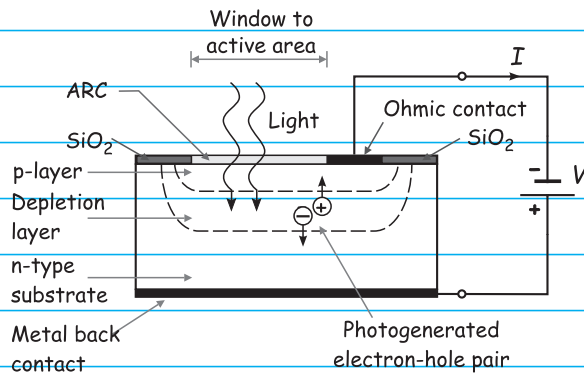 Window to
active area
I
ARC
Light
Ohmic contact
SiO2
SiO2
p-layer
Depletion
layer
-
V
+
-
+
n-type
substrate
Metal back
contact
Photogenerated
electron-hole pair